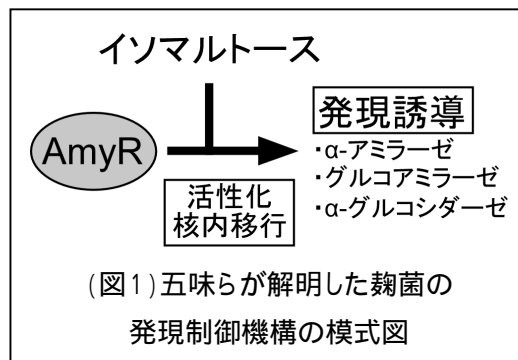 イソマルトース
AmyR
発現誘導
・α-アミラーゼ
・グルコアミラーゼ
・α-グルコシダーゼ
活性化
核内移行
(図1)五味らが解明した麹菌の
発現制御機構の模式図